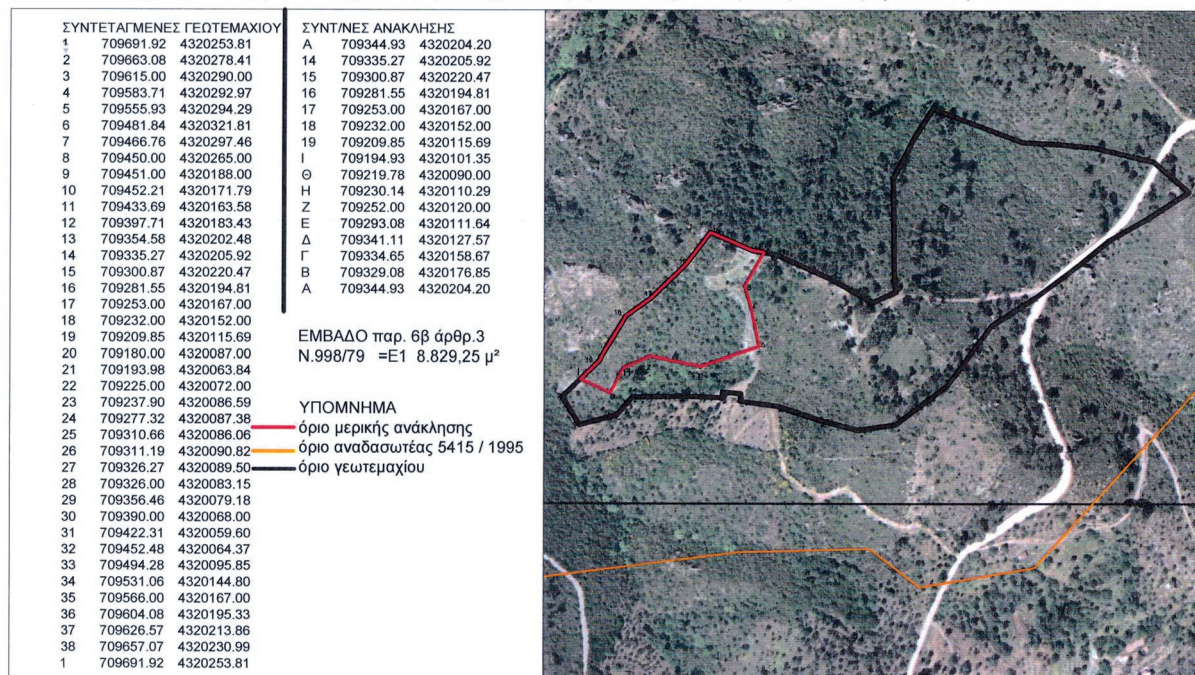 ΣΥΝΤΕΤΑΓΜΕΝΕΣ ΓΕΩΤΕΜΑΧΙΟΥ
1 709691.92 4320253.81
2 709663.08 4320278.41
3 709615.00 4320290.00
4 709583.71 4320292.97
5 709555.93 4320294.29
6 709481.84 4320321.81
7 709466.76 4320297.46
8 709450.00 4320265.00
9 709451.00 4320188.00
10 709452.21 4320171.79
11 709433.69 4320163.58
12 709397.71 4320183.43
13 709354.58 4320202.48
14 709335.27 4320205.92
15 709300.87 4320220.47
16 709281.55 4320194.81
17 709253.00 4320167.00
18 709232.00 4320152.00
19 709209.85 4320115.69
20 709180.00 4320087.00
21 709193.98 4320063.84
22 709225.00 4320072.00
23 709237.90 4320086.59
24 709277.32 4320087.38
25 709310.66 4320086.06
26 709311.19 4320090.82
27 709326.27 4320089.50
28 709326.00 4320083.15
29 709356.46 4320079.18
30 709390.00 4320068.00
31 709422.31 4320059.60
32 709452.48 4320064.37
33 709494.28 4320095.85
34 709531.06 4320144.80
35 709566.00 4320167.00
36 709604.08 4320195.33
37 709626.57 4320213.86
38 709657.07 4320230.99
1 709691.92 4320253.81
ΣΥΝΤ/ΝΕΣ ΑΝΑΚΛΗΣΗΣ
Α 709344.93 4320204.20
14 709335.27 4320205.92
15 709300.87 4320220.47
16 709281.55 4320194.81
17 709253.00 4320167.00
18 709232.00 4320152.00
19 709209.85 4320115.69
Ι 709194.93 4320101.35
Θ 709219.78 4320090.00
Η 709230.14 4320110.29
Ζ 709252.00 4320120.00
Ε 709293.08 4320111.64
Δ 709341.11 4320127.57
Γ 709334.65 4320158.67
Β 709329.08 4320176.85
Α 709344.93 4320204.20
ΕΜΒΑΔΟ παρ. 6β άρθρ.3
Ν.998/79 =Ε1 8.829,25 μ²
ΥΠΟΜΝΗΜΑ
όριο μερικής ανάκλησης
όριο αναδασωτέας 5415 / 1995
όριο γεωτεμαχίου